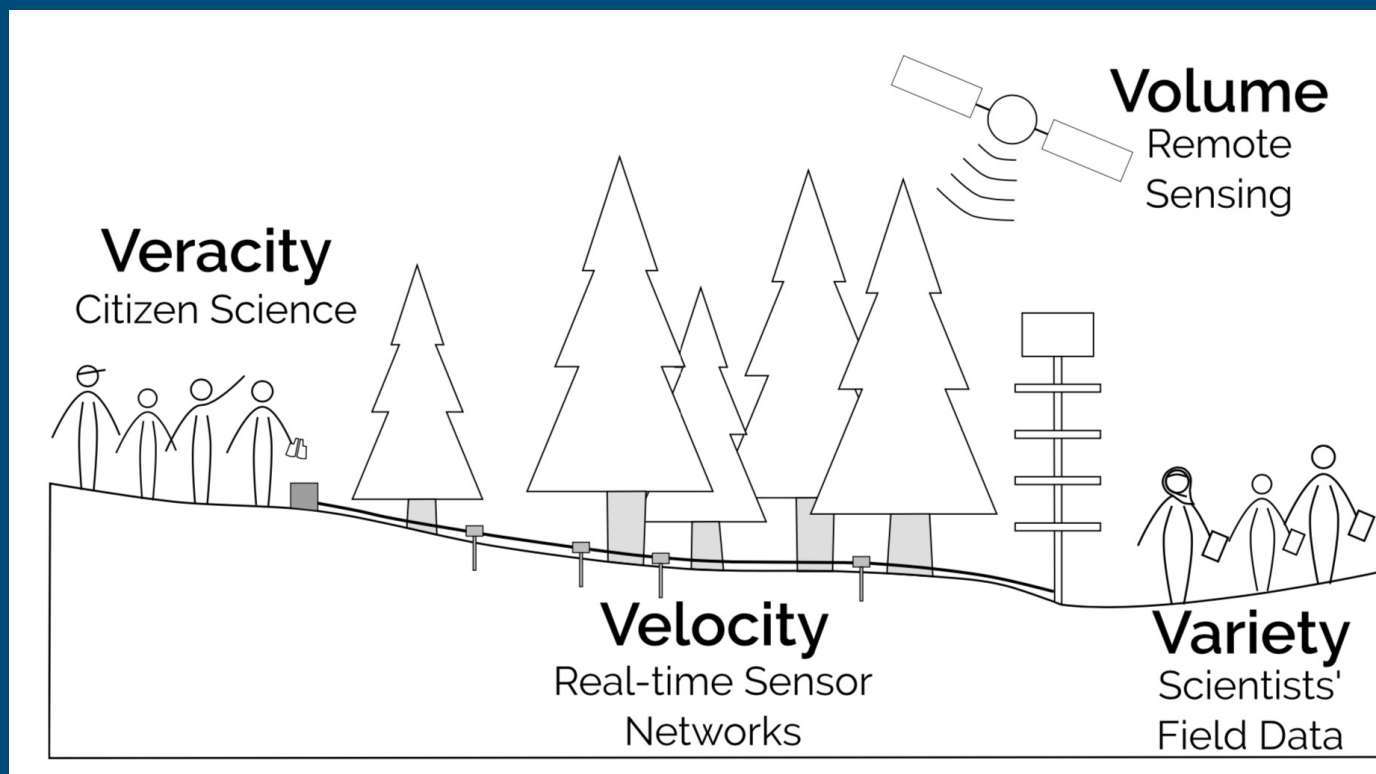 Volume
Remote
Sensing
Veracity
Citizen Science
Velocity
Real-time Sensor
Networks
Variety
Scientists'
Field Data